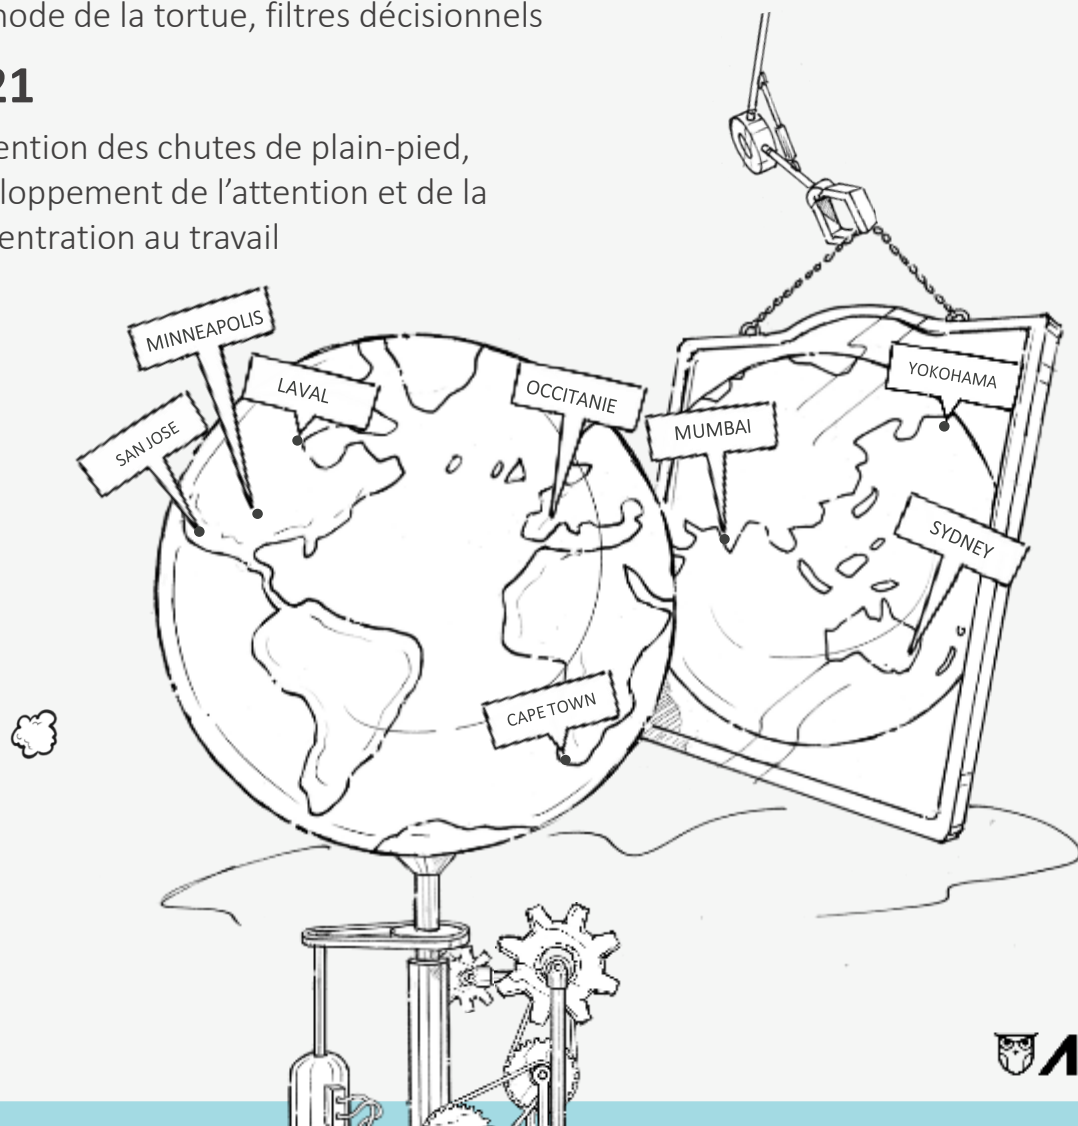 node de la tortue, filtres décisionnels
21
ention des chutes de plain-pied,
loppement de l’attention et de la
entration au travail
MINNEAPOLIS
LAVAL
SAN JOSE
OCCITANIE
MUMBAI
YOKOHAMA
SYDNEY
CAPE TOWN